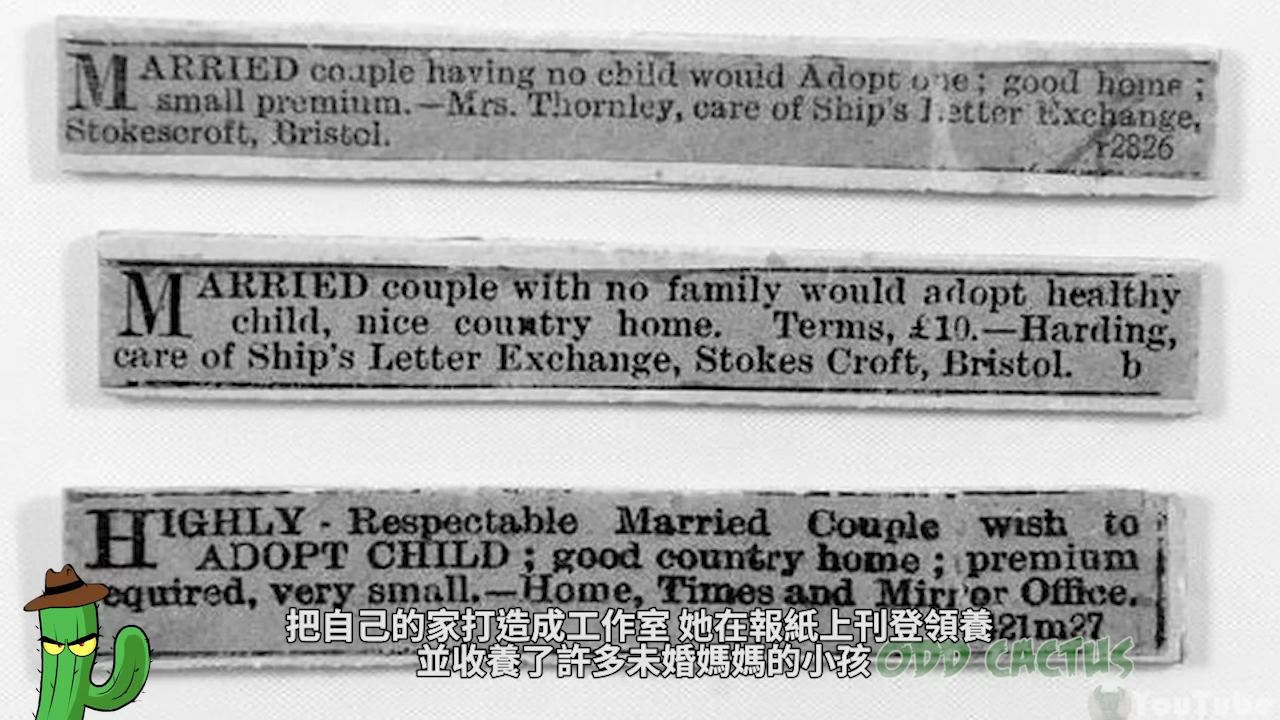 MARRIED couple having no child would Adopt one; good home;
small premium.—Mrs. Thornley, care of Ship's Letter Exchange,
Stokescroft, Bristol.
r2826
MARRIED couple with no family would adopt healthy
child, nice country home. Terms, £10.—Harding,
care of Ship's Letter Exchange, Stokes Croft, Bristol. b
HIGHLY-Respectable Married Couple wish to
ADOPT CHILD; good country home; premium
required, very small.—Home, Times and Mirror Office.
21m27
把自己的家打造成工作室 她在報紙上刊登領養
並收養了許多未婚媽媽的小孩
ODD CACTUS
YouTube